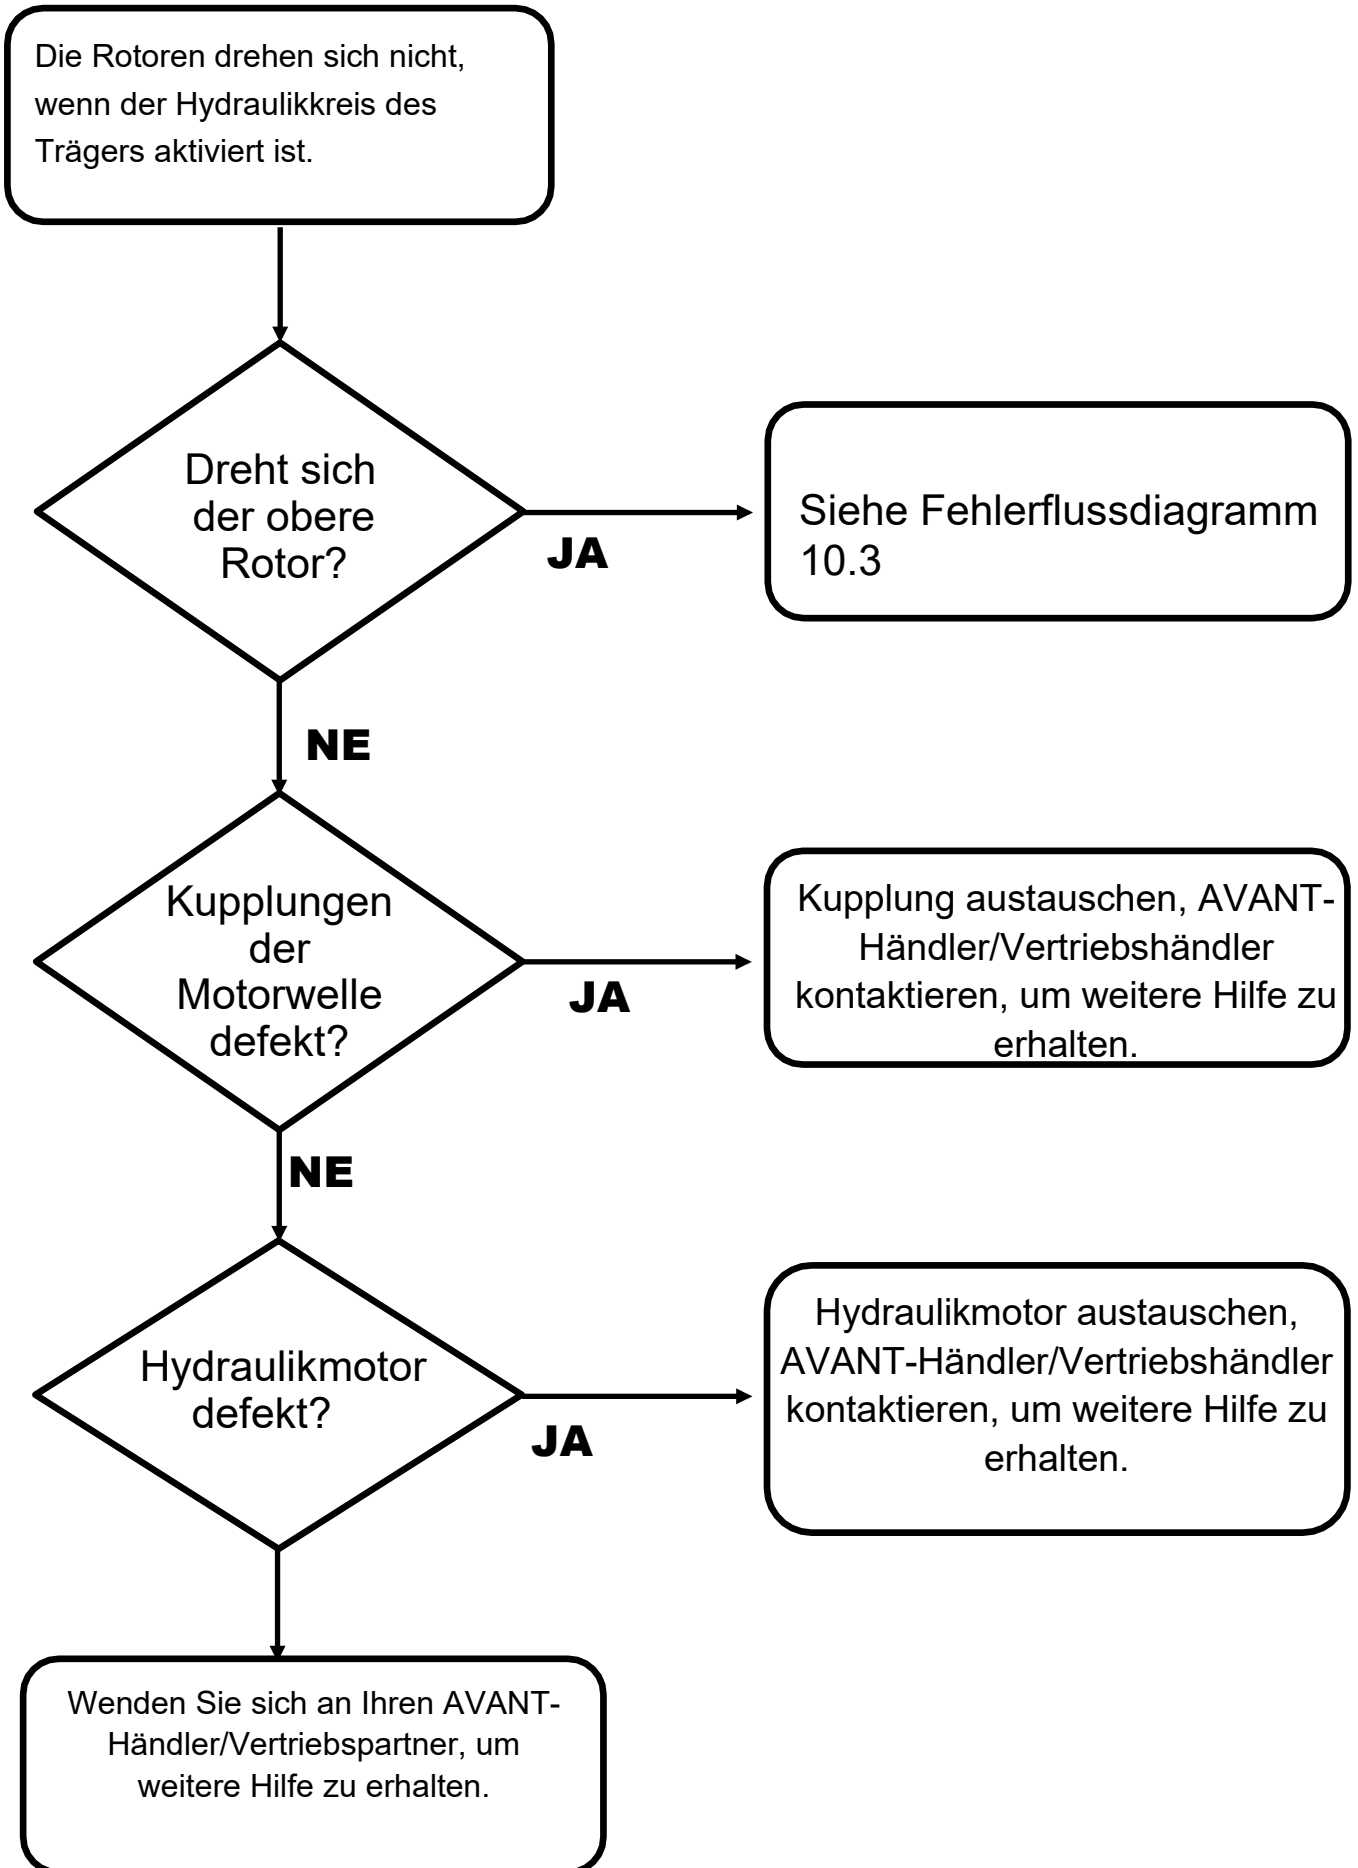 Die Rotoren drehen sich nicht,
wenn der Hydraulikkreis des
Trägers aktiviert ist.
Dreht sich
der obere
Rotor?
JA
Siehe Fehlerflussdiagramm
10.3
NE
Kupplungen
der
Motorwelle
defekt?
JA
Kupplung austauschen, AVANT-
Händler/Vertriebshändler
kontaktieren, um weitere Hilfe zu
erhalten.
NE
Hydraulikmotor
defekt?
JA
Hydraulikmotor austauschen,
AVANT-Händler/Vertriebshändler
kontaktieren, um weitere Hilfe zu
erhalten.
Wenden Sie sich an Ihren AVANT-
Händler/Vertriebspartner, um
weitere Hilfe zu erhalten.